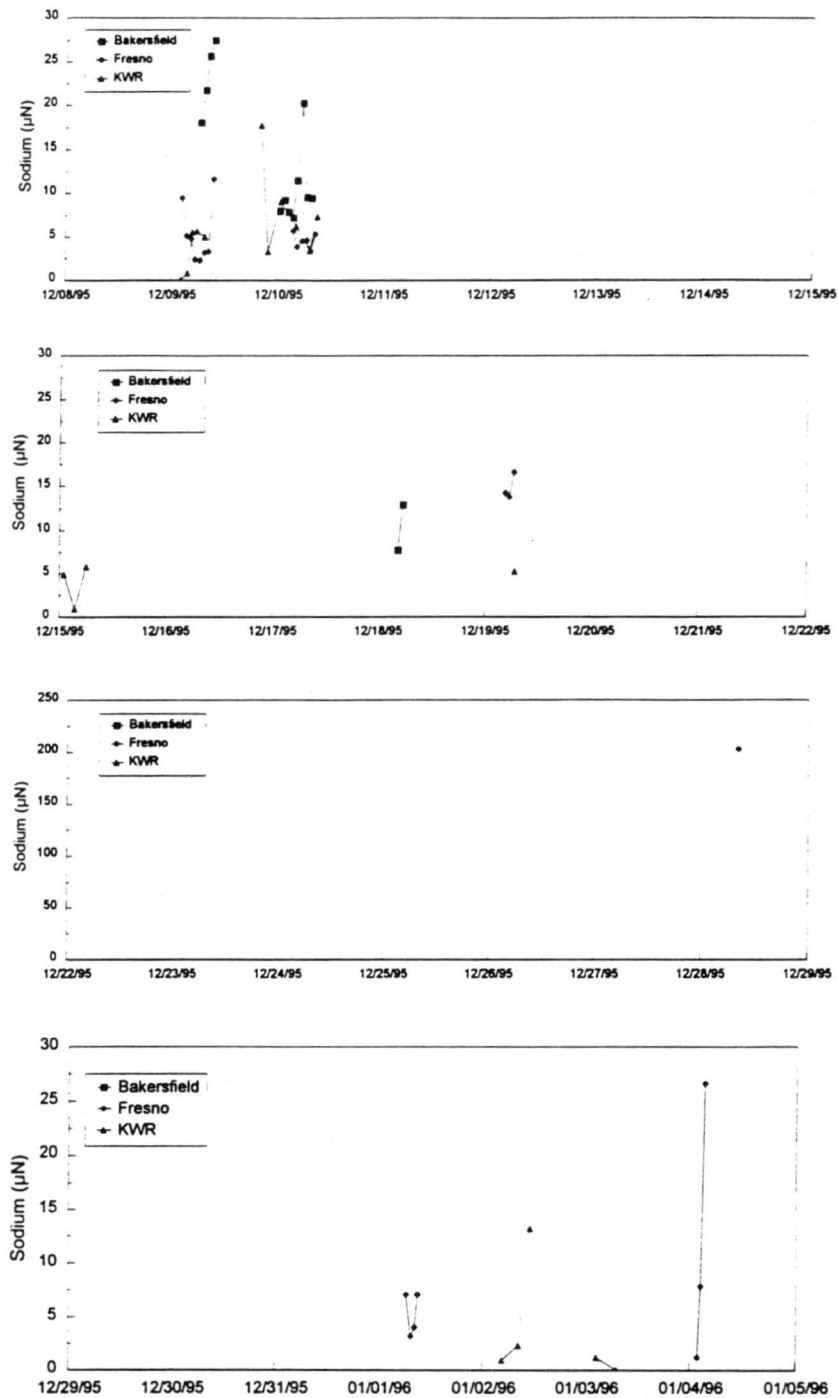 30
25
20
15
10
5
0
Sodium (µN)
Bakersfield
Fresno
KWR
12/08/95 12/09/95 12/10/95 12/11/95 12/12/95 12/13/95 12/14/95 12/15/95
30
25
20
15
10
5
0
Sodium (µN)
Bakersfield
Fresno
KWR
12/15/95 12/16/95 12/17/95 12/18/95 12/19/95 12/20/95 12/21/95 12/22/95
250
200
150
100
50
0
Sodium (µN)
Bakersfield
Fresno
KWR
12/22/95 12/23/95 12/24/95 12/25/95 12/26/95 12/27/95 12/28/95 12/29/95
30
25
20
15
10
5
0
Sodium (µN)
Bakersfield
Fresno
KWR
12/29/95 12/30/95 12/31/95 01/01/96 01/02/96 01/03/96 01/04/96 01/05/96